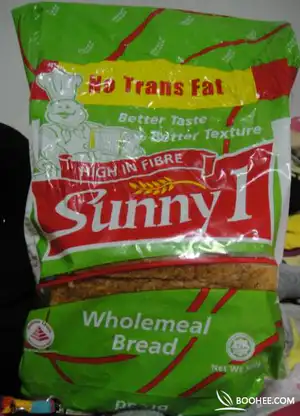 No Trans Fat
Better Taste
Better Texture
HIGH IN FIBRE
Sunny 1
Wholemeal
Bread
BOOHEE.COM